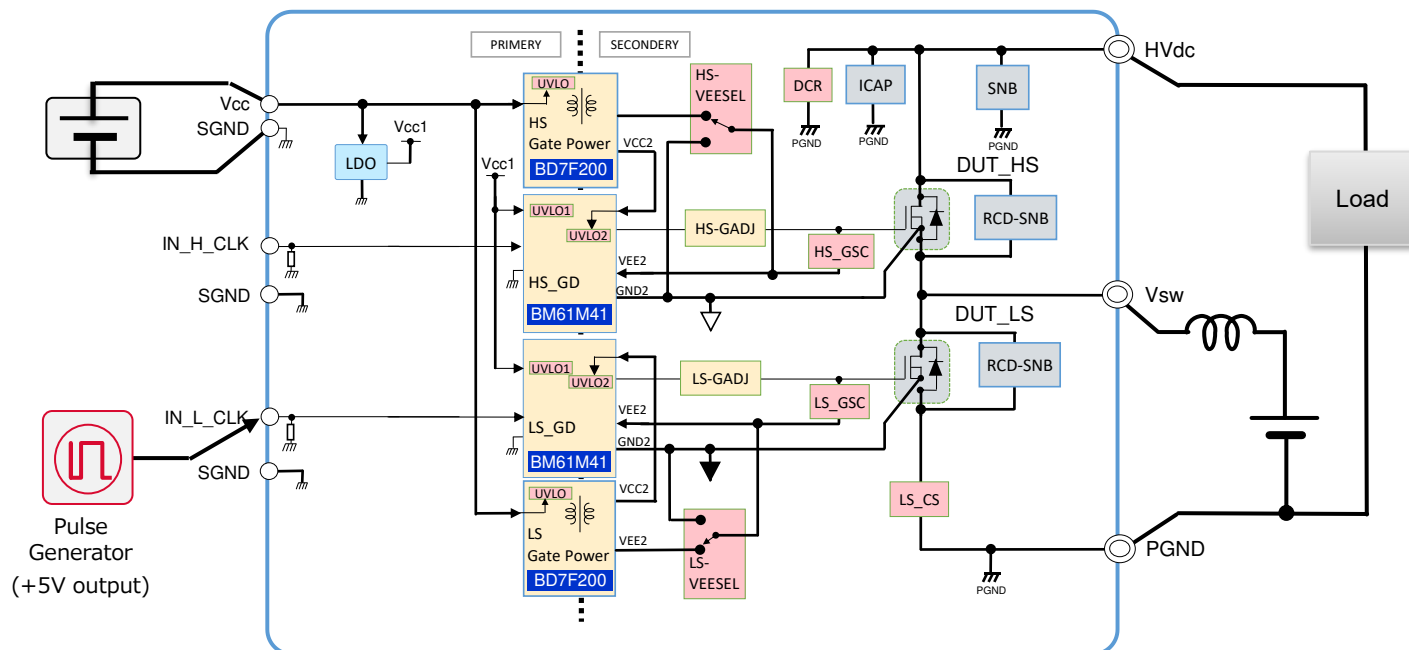 PRIMERY
SECONDERY
HVdc
Vcc
SGND
LDO
Vcc1
UVLO
HS
Gate Power
VCC2
BD7F200
HS-
VEESEL
DCR
PGND
ICAP
PGND
SNB
PGND
DUT_HS
Load
Vcc1
UVLO1
UVLO2
HS-GADJ
HS_GSC
RCD-SNB
IN_H_CLK
VEE2
HS_GD
GND2
BM61M41
SGND
Vsw
DUT_LS
UVLO1
UVLO2
LS-GADJ
LS_GSC
RCD-SNB
IN_L_CLK
VEE2
LS_GD
GND2
BM61M41
SGND
UVLO
VCC2
LS
Gate Power
VEE2
BD7F200
LS-
VEESEL
LS_CS
PGND
PGND
Pulse
Generator
(+5V output)